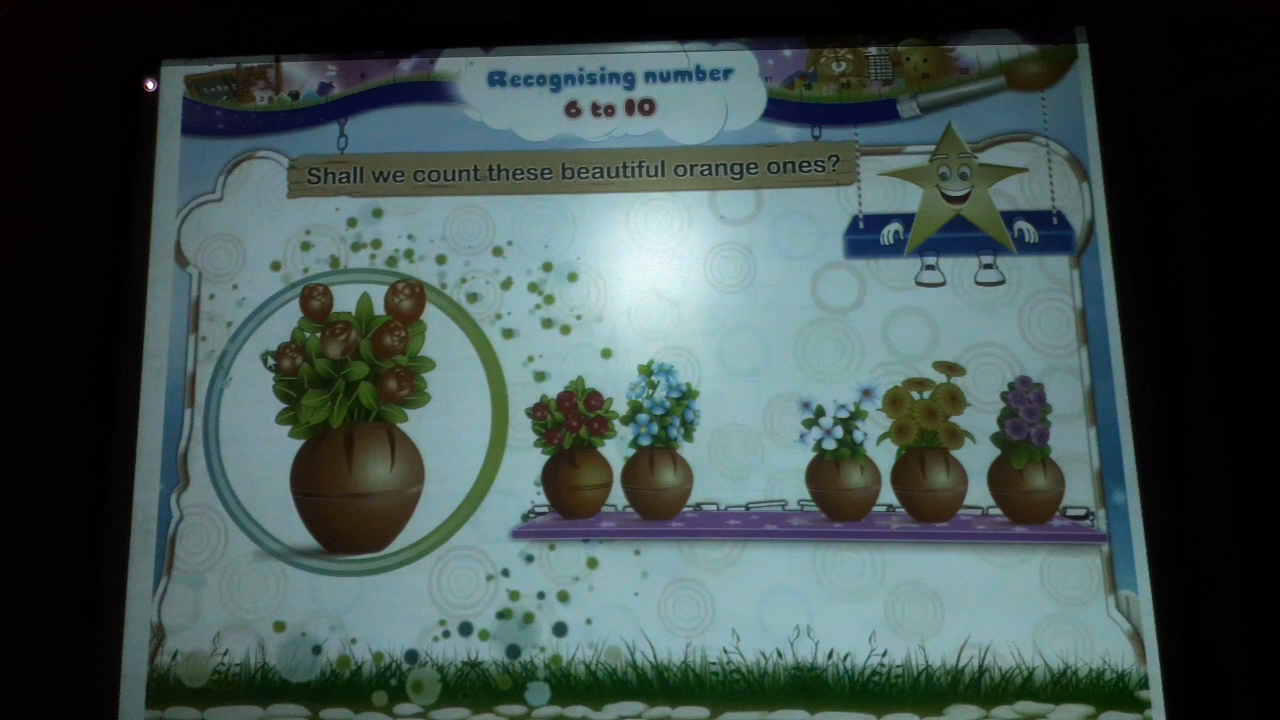 Recognising number
6 to 10
Shall we count these beautiful orange ones?